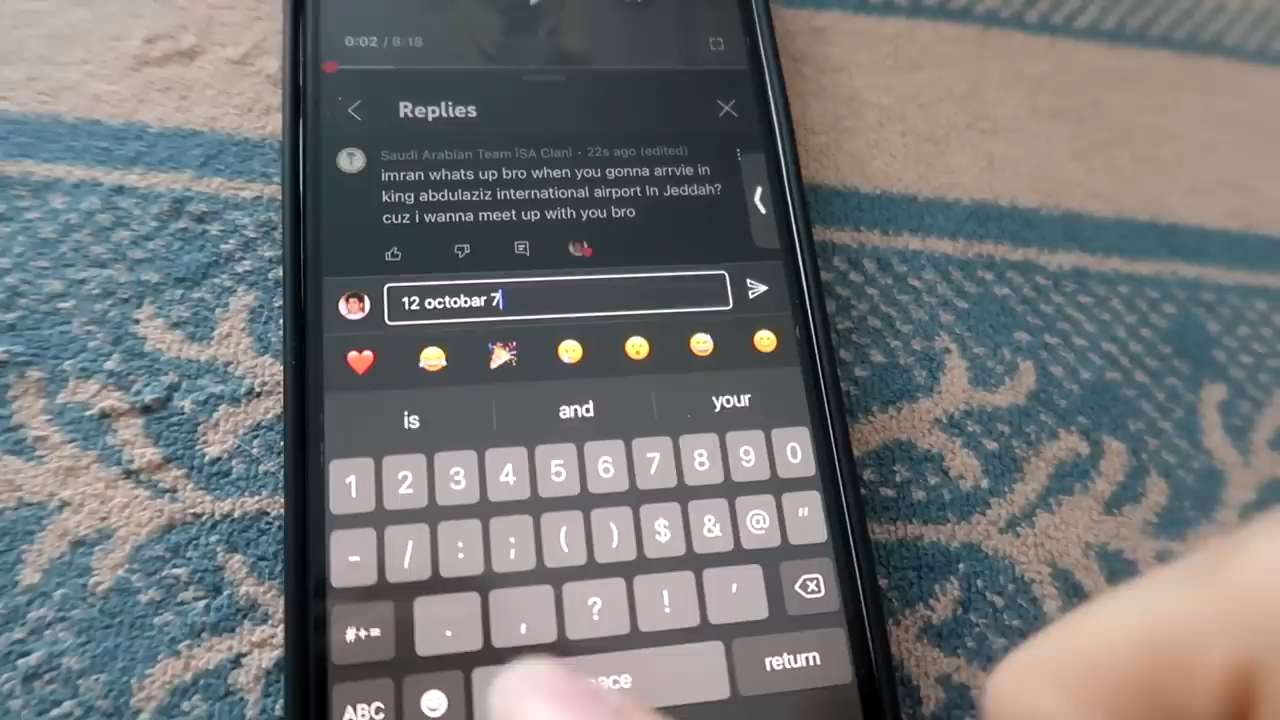 0:02 / 8:18
Replies
Saudi Arabian Team [SA Clan] • 22s ago (edited)
imran whats up bro when you gonna arrvie in
king abdulaziz international airport In Jeddah?
cuz i wanna meet up with you bro
12 octobar 7
is and your
1 2 3 4 5 6 7 8 9 0
- / : ; ( ) $ & @ "
#+= . , ? ! '
ABC return